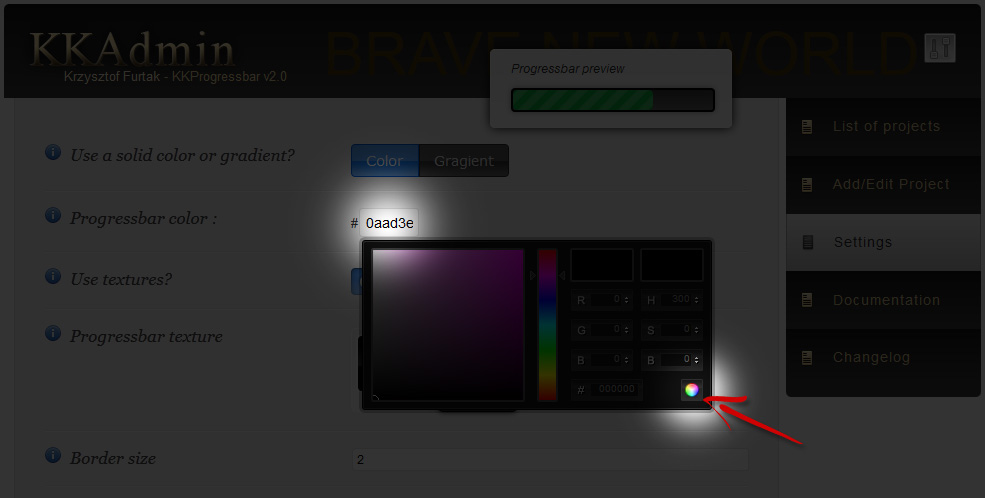 KKAdmin
Krzysztof Furtak - KKProgressbar v2.0
BRAVE NEW WORLD
Progressbar preview
List of projects
Add/Edit Project
Settings
Documentation
Changelog
Use a solid color or gradient?
Color Gragient
Progressbar color :
# 0aad3e
Use textures?
R 0 H 300
G 0 S 0
B 0 B 0
# 000000
Progressbar texture
Border size
2